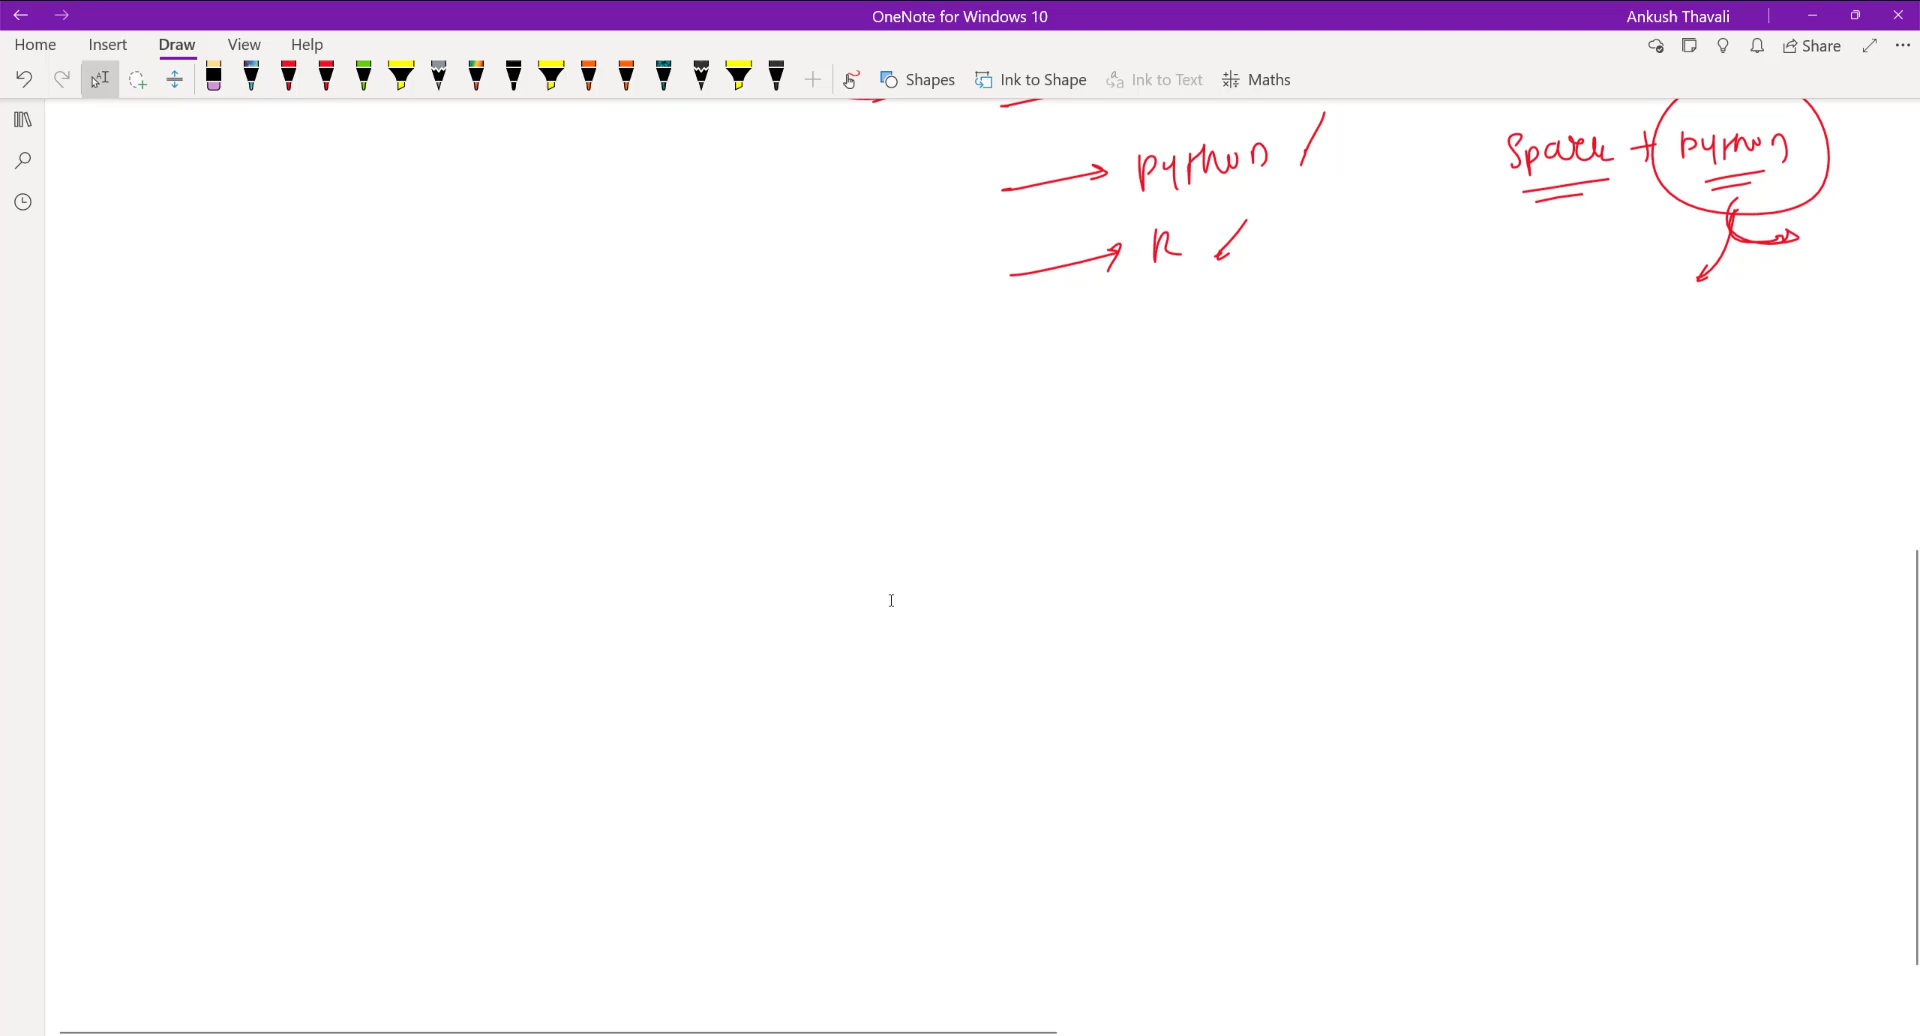 OneNote for Windows 10
Ankush Thavali
Home Insert Draw View Help
Share
Shapes
Ink to Shape
Ink to Text
Maths
python
Spark + python
R